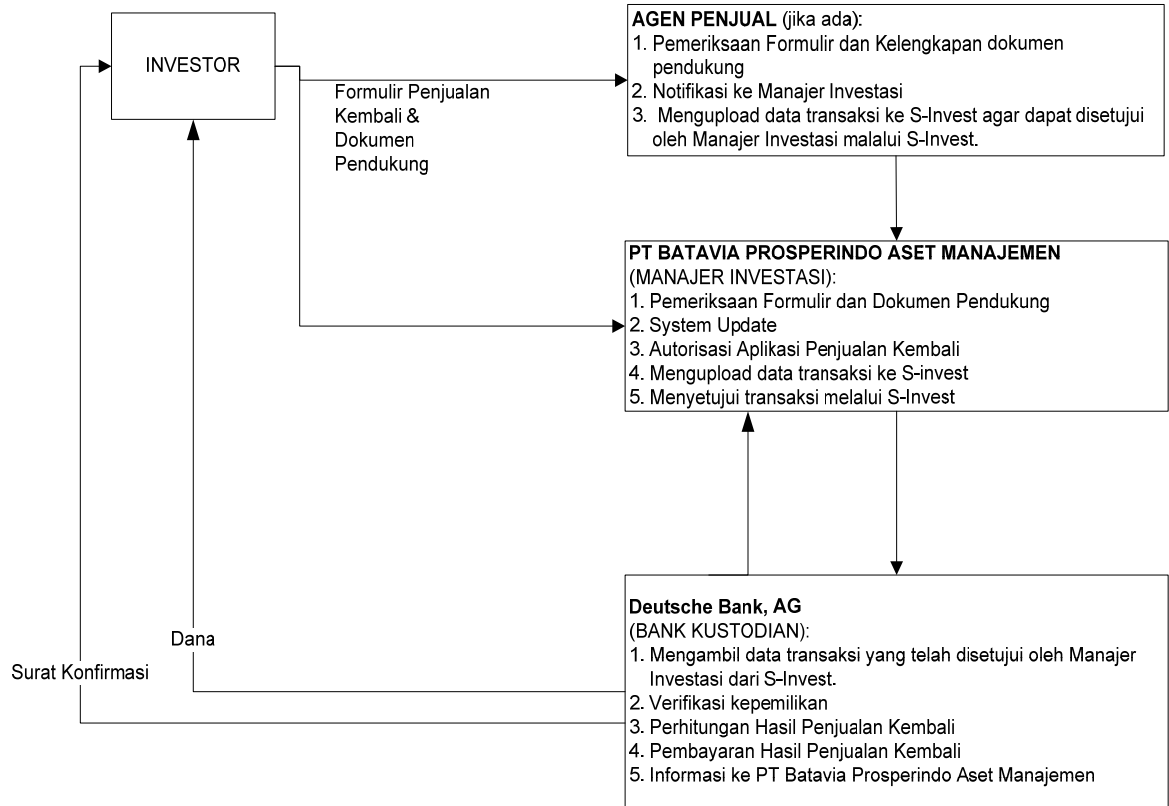 INVESTOR
Formulir Penjualan
Kembali &
Dokumen
Pendukung
AGEN PENJUAL (jika ada):
1. Pemeriksaan Formulir dan Kelengkapan dokumen
pendukung
2. Notifikasi ke Manajer Investasi
3. Mengupload data transaksi ke S-Invest agar dapat disetujui
oleh Manajer Investasi malalui S-Invest.
PT BATAVIA PROSPERINDO ASET MANAJEMEN
(MANAJER INVESTASI):
1. Pemeriksaan Formulir dan Dokumen Pendukung
2. System Update
3. Autorisasi Aplikasi Penjualan Kembali
4. Mengupload data transaksi ke S-invest
5. Menyetujui transaksi melalui S-Invest
Dana
Surat Konfirmasi
Deutsche Bank, AG
(BANK KUSTODIAN):
1. Mengambil data transaksi yang telah disetujui oleh Manajer
Investasi dari S-Invest.
2. Verifikasi kepemilikan
3. Perhitungan Hasil Penjualan Kembali
4. Pembayaran Hasil Penjualan Kembali
5. Informasi ke PT Batavia Prosperindo Aset Manajemen